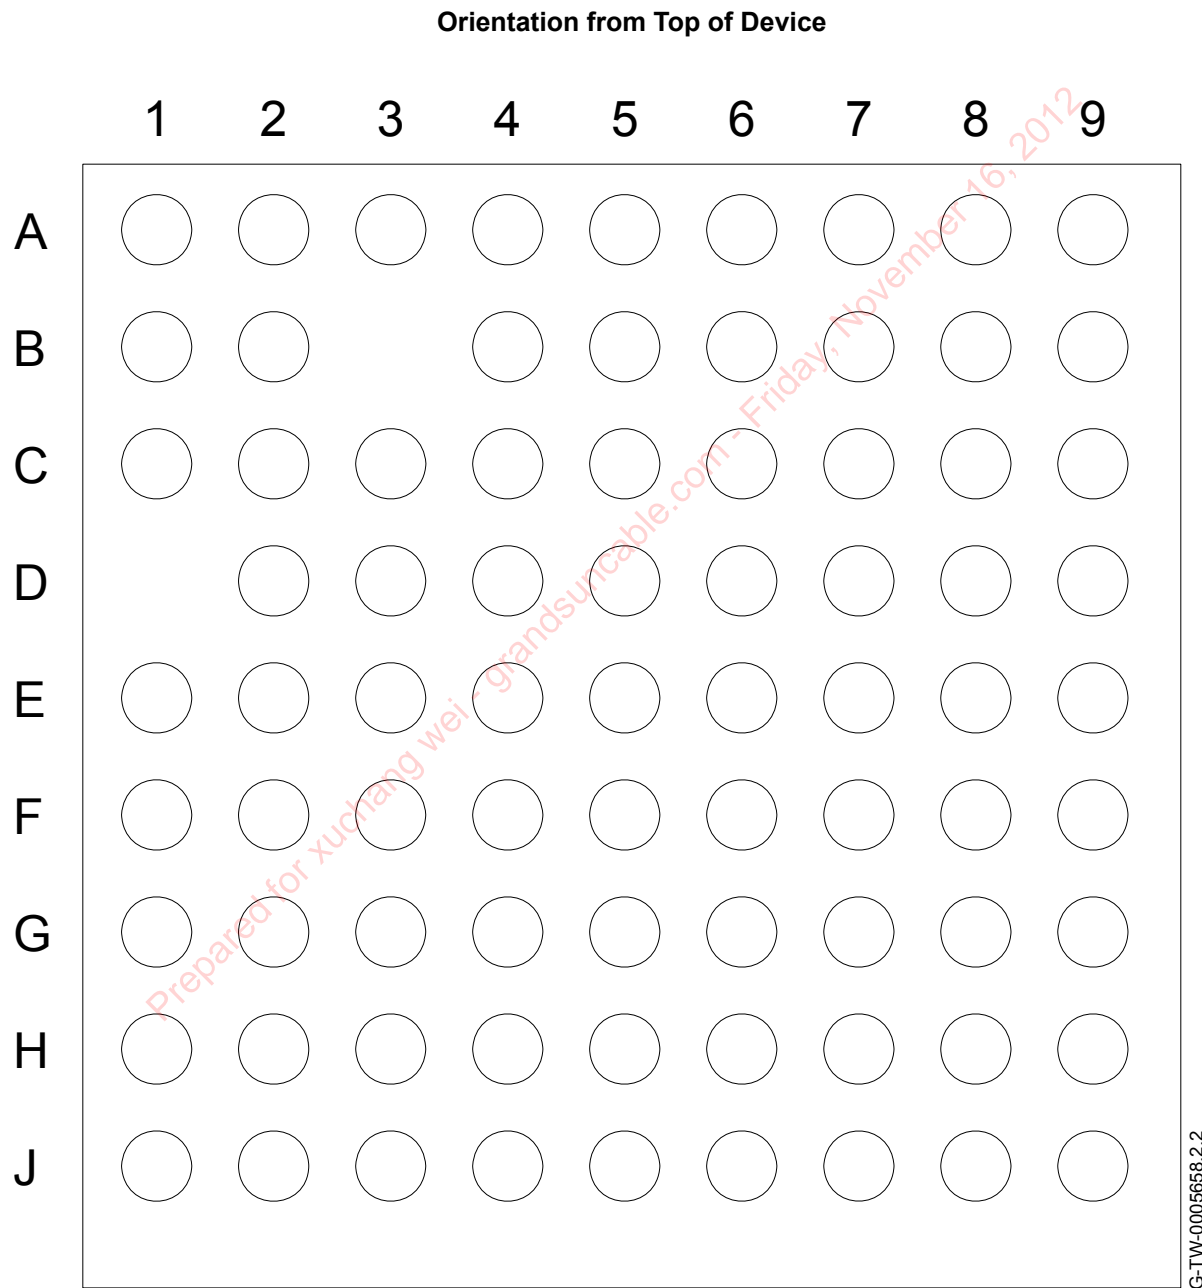 Orientation from Top of Device
1 2 3 4 5 6 7 8 9
A
B
C
D
E
F
G
H
J
Prepared for xuchang wei - grandsuncable.com - Friday, November 16, 2012
G-TW-0005658.2.2